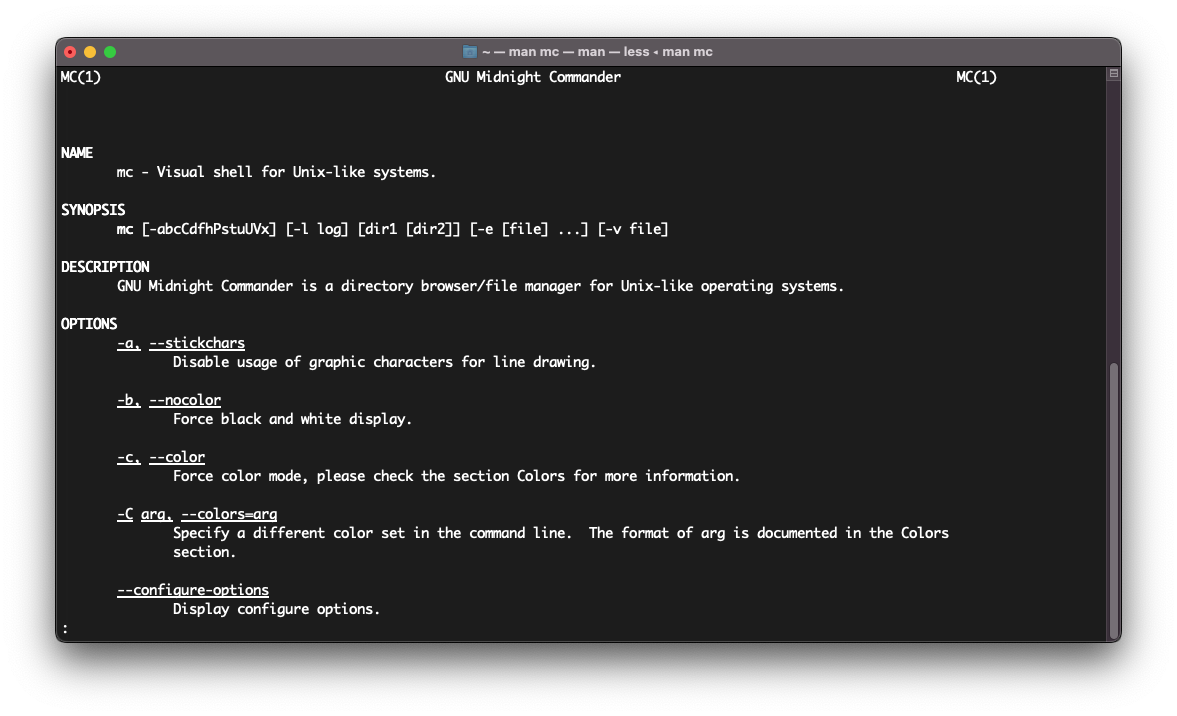 ~ — man mc — man — less ◂ man mc
MC(1) GNU Midnight Commander MC(1)
NAME
mc - Visual shell for Unix-like systems.
SYNOPSIS
mc [-abcCdfhPstuUVx] [-l log] [dir1 [dir2]] [-e [file] ...] [-v file]
DESCRIPTION
GNU Midnight Commander is a directory browser/file manager for Unix-like operating systems.
OPTIONS
-a, --stickchars
Disable usage of graphic characters for line drawing.
-b, --nocolor
Force black and white display.
-c, --color
Force color mode, please check the section Colors for more information.
-C arg, --colors=arg
Specify a different color set in the command line.  The format of arg is documented in the Colors
section.
--configure-options
Display configure options.
: